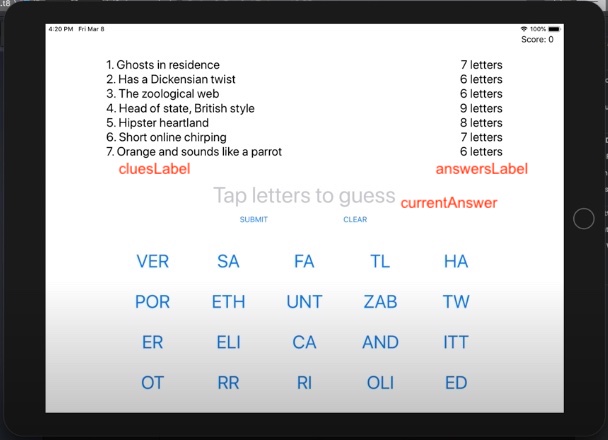 4:20 PM Fri Mar 8 100%
Score: 0
1. Ghosts in residence 7 letters
2. Has a Dickensian twist 6 letters
3. The zoological web 6 letters
4. Head of state, British style 9 letters
5. Hipster heartland 8 letters
6. Short online chirping 7 letters
7. Orange and sounds like a parrot 6 letters
cluesLabel answersLabel
Tap letters to guess currentAnswer
SUBMIT CLEAR
VER SA FA TL HA
POR ETH UNT ZAB TW
ER ELI CA AND ITT
OT RR RI OLI ED